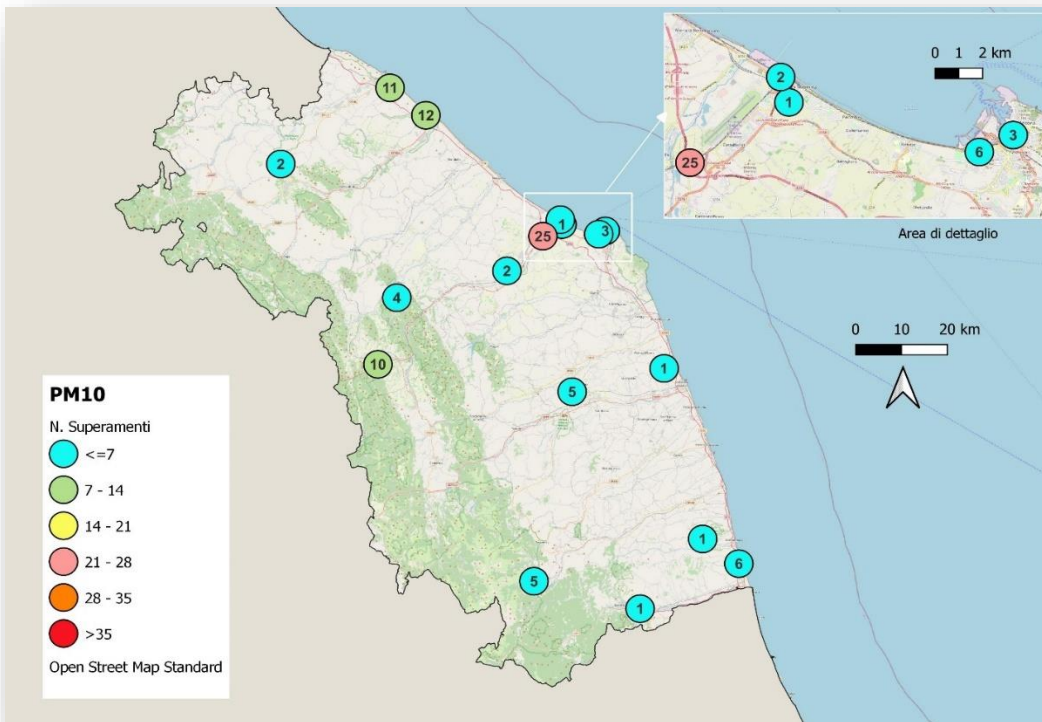 11
12
2
1
3
25
2
4
10
1
5
1
6
5
1
0 1 2 km
2
1
3
6
25
Area di dettaglio
0 10 20 km
PM10
N. Superamenti
<=7
7 - 14
14 - 21
21 - 28
28 - 35
>35
Open Street Map Standard